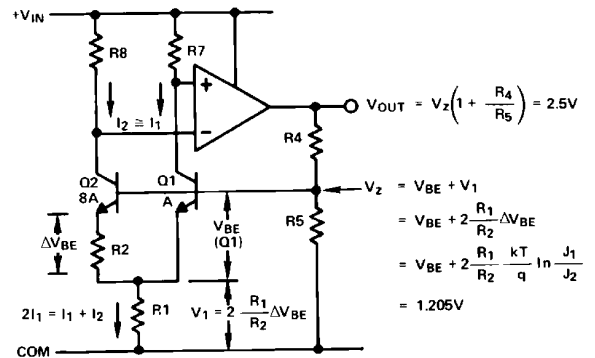 +VIN
R8
R7
I2 ≅ I1
+
−
VOUT = VZ(1 + R4/R5) = 2.5V
R4
Q2
8A
Q1
A
VZ = VBE + V1
= VBE + 2 R1/R2 ΔVBE
= VBE + 2 R1/R2 kT/q ln J1/J2
= 1.205V
ΔVBE
R2
VBE
(Q1)
R5
2I1 = I1 + I2
R1
V1 = 2 R1/R2 ΔVBE
COM